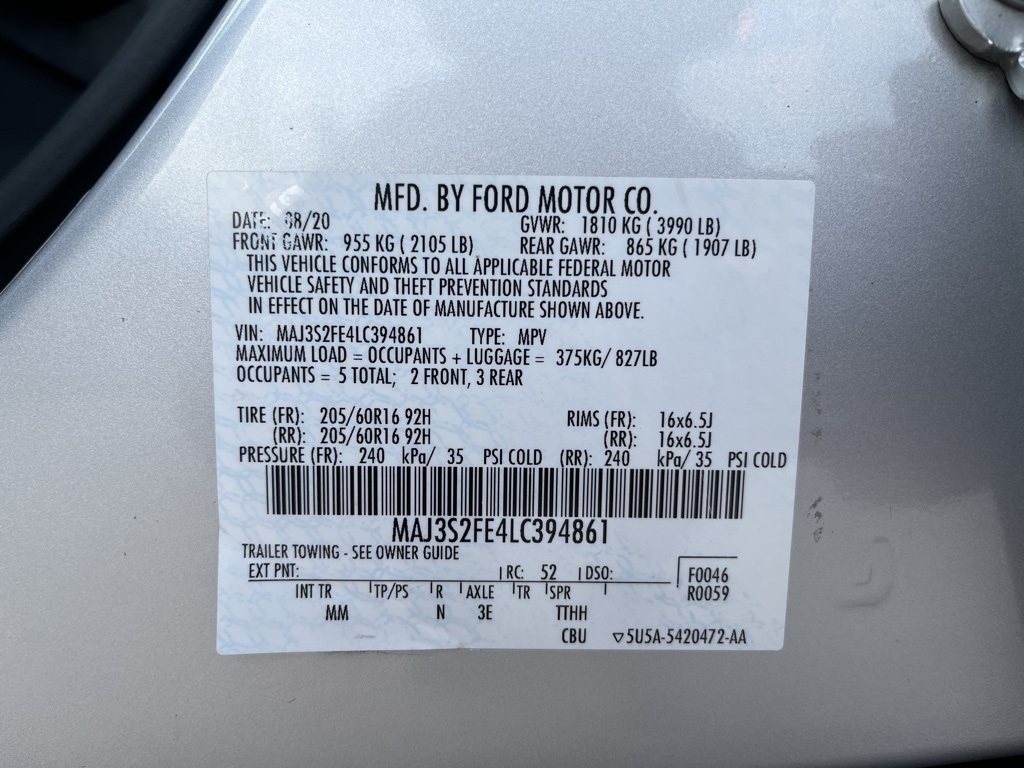 MFD. BY FORD MOTOR CO.
DATE: 08/20 GVWR: 1810 KG ( 3990 LB)
FRONT GAWR: 955 KG ( 2105 LB) REAR GAWR: 865 KG ( 1907 LB)
THIS VEHICLE CONFORMS TO ALL APPLICABLE FEDERAL MOTOR
VEHICLE SAFETY AND THEFT PREVENTION STANDARDS
IN EFFECT ON THE DATE OF MANUFACTURE SHOWN ABOVE.
VIN: MAJ3S2FE4LC394861 TYPE: MPV
MAXIMUM LOAD = OCCUPANTS + LUGGAGE = 375KG/ 827LB
OCCUPANTS = 5 TOTAL; 2 FRONT, 3 REAR
TIRE (FR): 205/60R16 92H RIMS (FR): 16x6.5J
(RR): 205/60R16 92H (RR): 16x6.5J
PRESSURE (FR): 240 kPa/ 35 PSI COLD (RR): 240 kPa/ 35 PSI COLD
MAJ3S2FE4LC394861
TRAILER TOWING - SEE OWNER GUIDE
EXT PNT: RC: 52 DSO: F0046
INT TR TP/PS R AXLE TR SPR R0059
MM N 3E TTHH
CBU ▽5U5A-5420472-AA